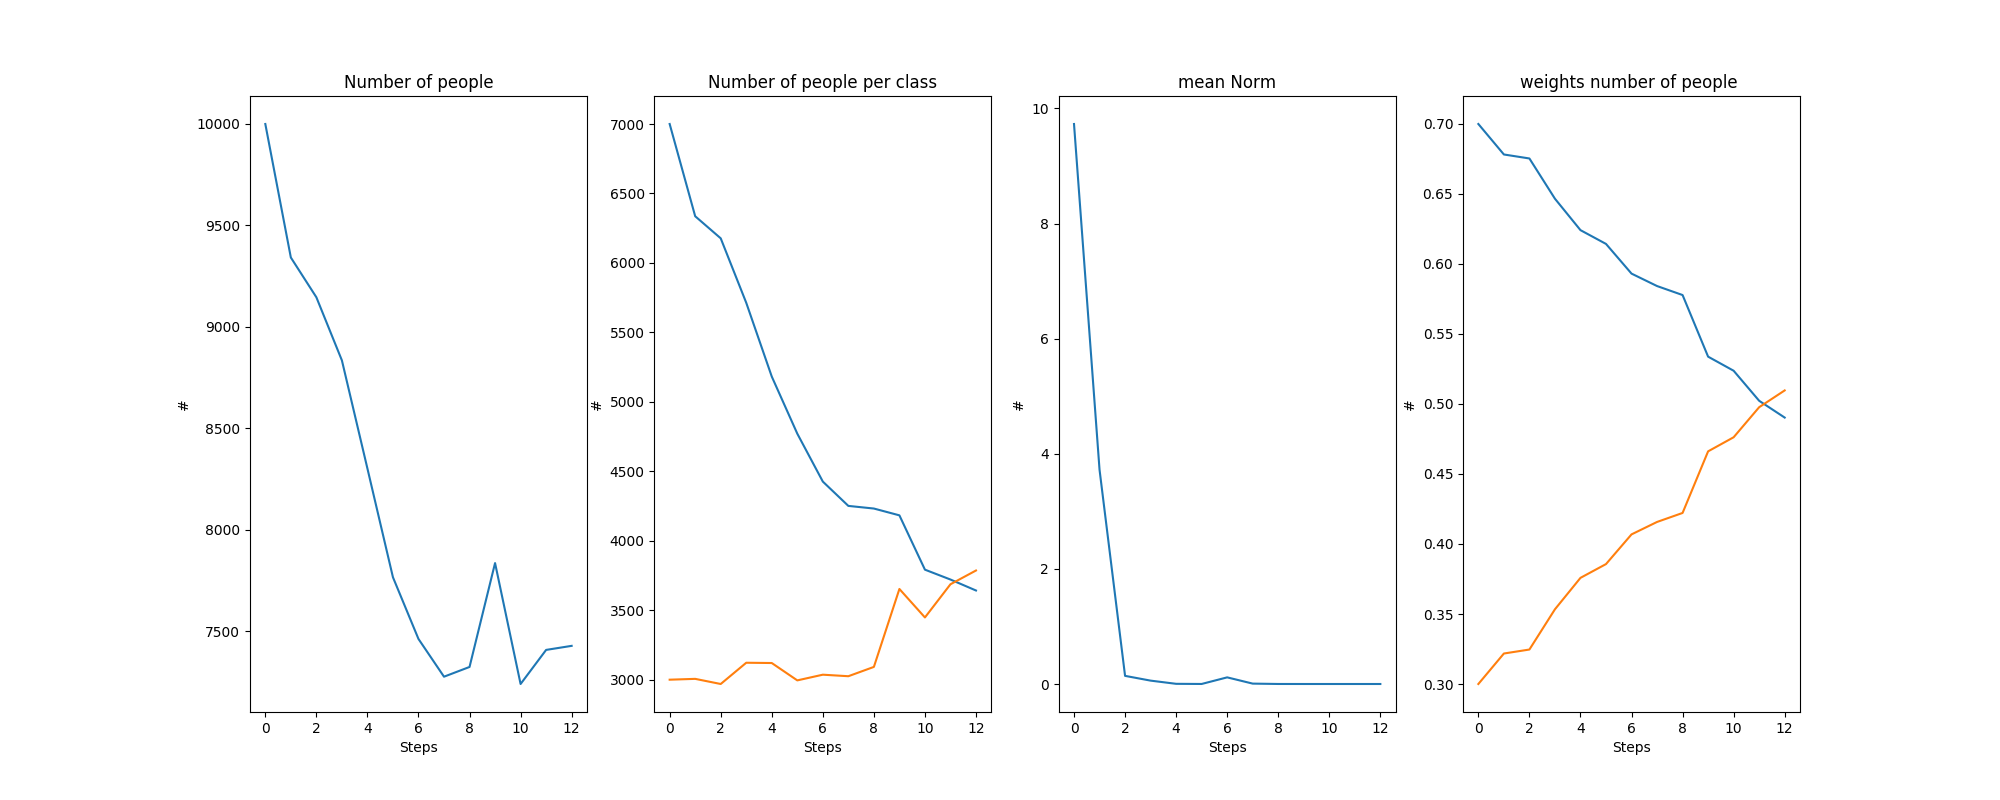 Number of people
10000
9500
9000
8500
8000
7500
#
0 2 4 6 8 10 12
Steps
Number of people per class
7000
6500
6000
5500
5000
4500
4000
3500
3000
#
0 2 4 6 8 10 12
Steps
mean Norm
10
8
6
4
2
0
#
0 2 4 6 8 10 12
Steps
weights number of people
0.70
0.65
0.60
0.55
0.50
0.45
0.40
0.35
0.30
#
0 2 4 6 8 10 12
Steps